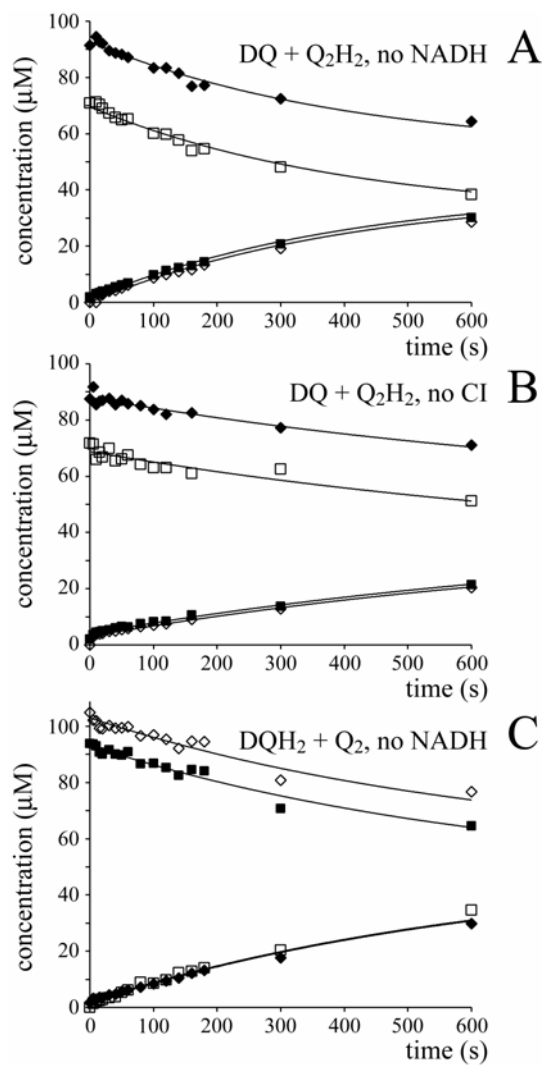 A
DQ + Q₂H₂, no NADH
concentration (µM)
100
80
60
40
20
0
0 100 200 300 400 500 600
time (s)
B
DQ + Q₂H₂, no CI
concentration (µM)
100
80
60
40
20
0
0 100 200 300 400 500 600
time (s)
C
DQH₂ + Q₂, no NADH
concentration (µM)
100
80
60
40
20
0
0 100 200 300 400 500 600
time (s)